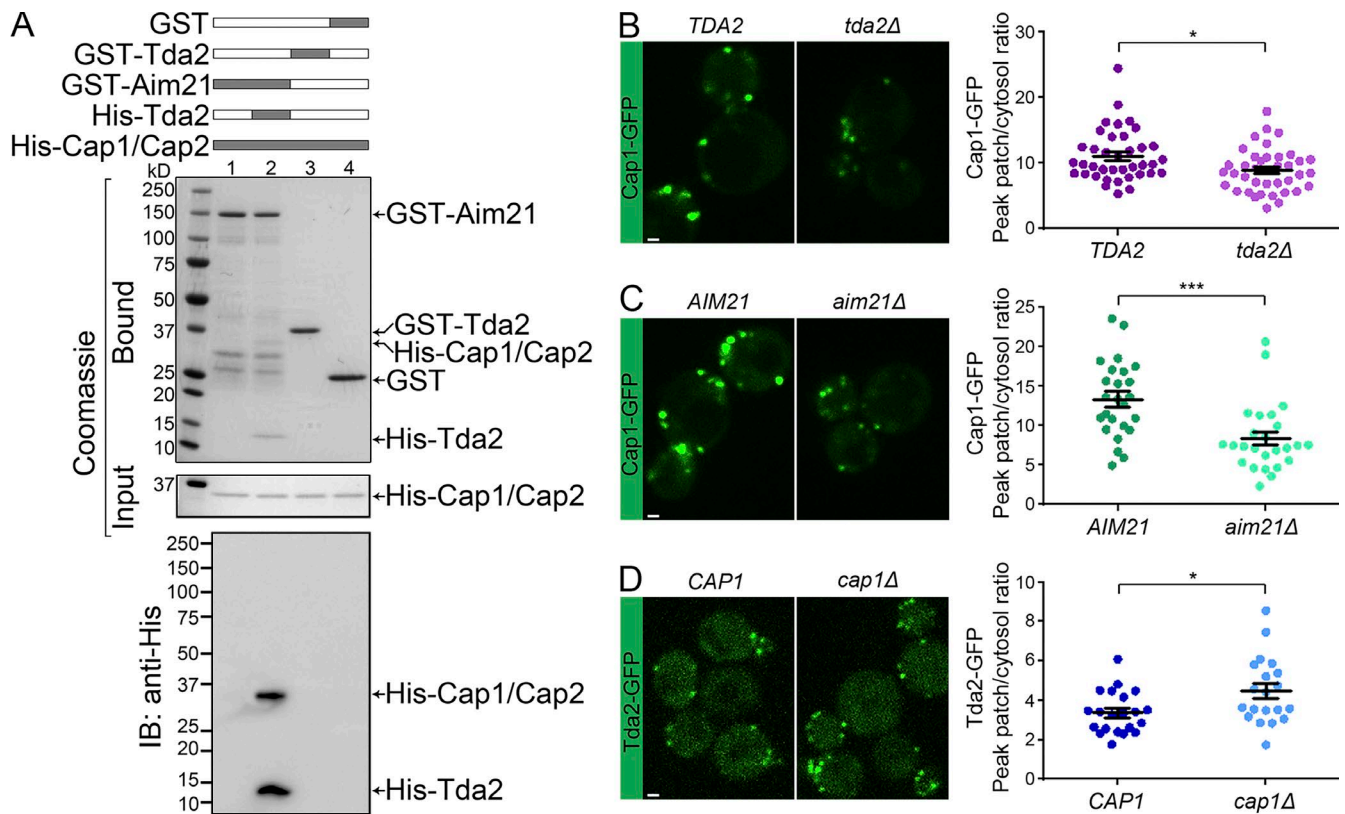 A
GST
GST-Tda2
GST-Aim21
His-Tda2
His-Cap1/Cap2
kD
1 2 3 4
Coomassie
Bound
250
150
100
75
50
37
25
20
15
10
GST-Aim21
GST-Tda2
His-Cap1/Cap2
GST
His-Tda2
Input
37
His-Cap1/Cap2
IB: anti-His
250
150
75
50
37
25
20
15
10
His-Cap1/Cap2
His-Tda2
B
TDA2 tda2Δ
Cap1-GFP
Cap1-GFP
Peak patch/cytosol ratio
30
20
10
0
*
TDA2 tda2Δ
C
AIM21 aim21Δ
Cap1-GFP
Cap1-GFP
Peak patch/cytosol ratio
25
20
15
10
5
0
***
AIM21 aim21Δ
D
CAP1 cap1Δ
Tda2-GFP
Tda2-GFP
Peak patch/cytosol ratio
10
8
6
4
2
0
*
CAP1 cap1Δ